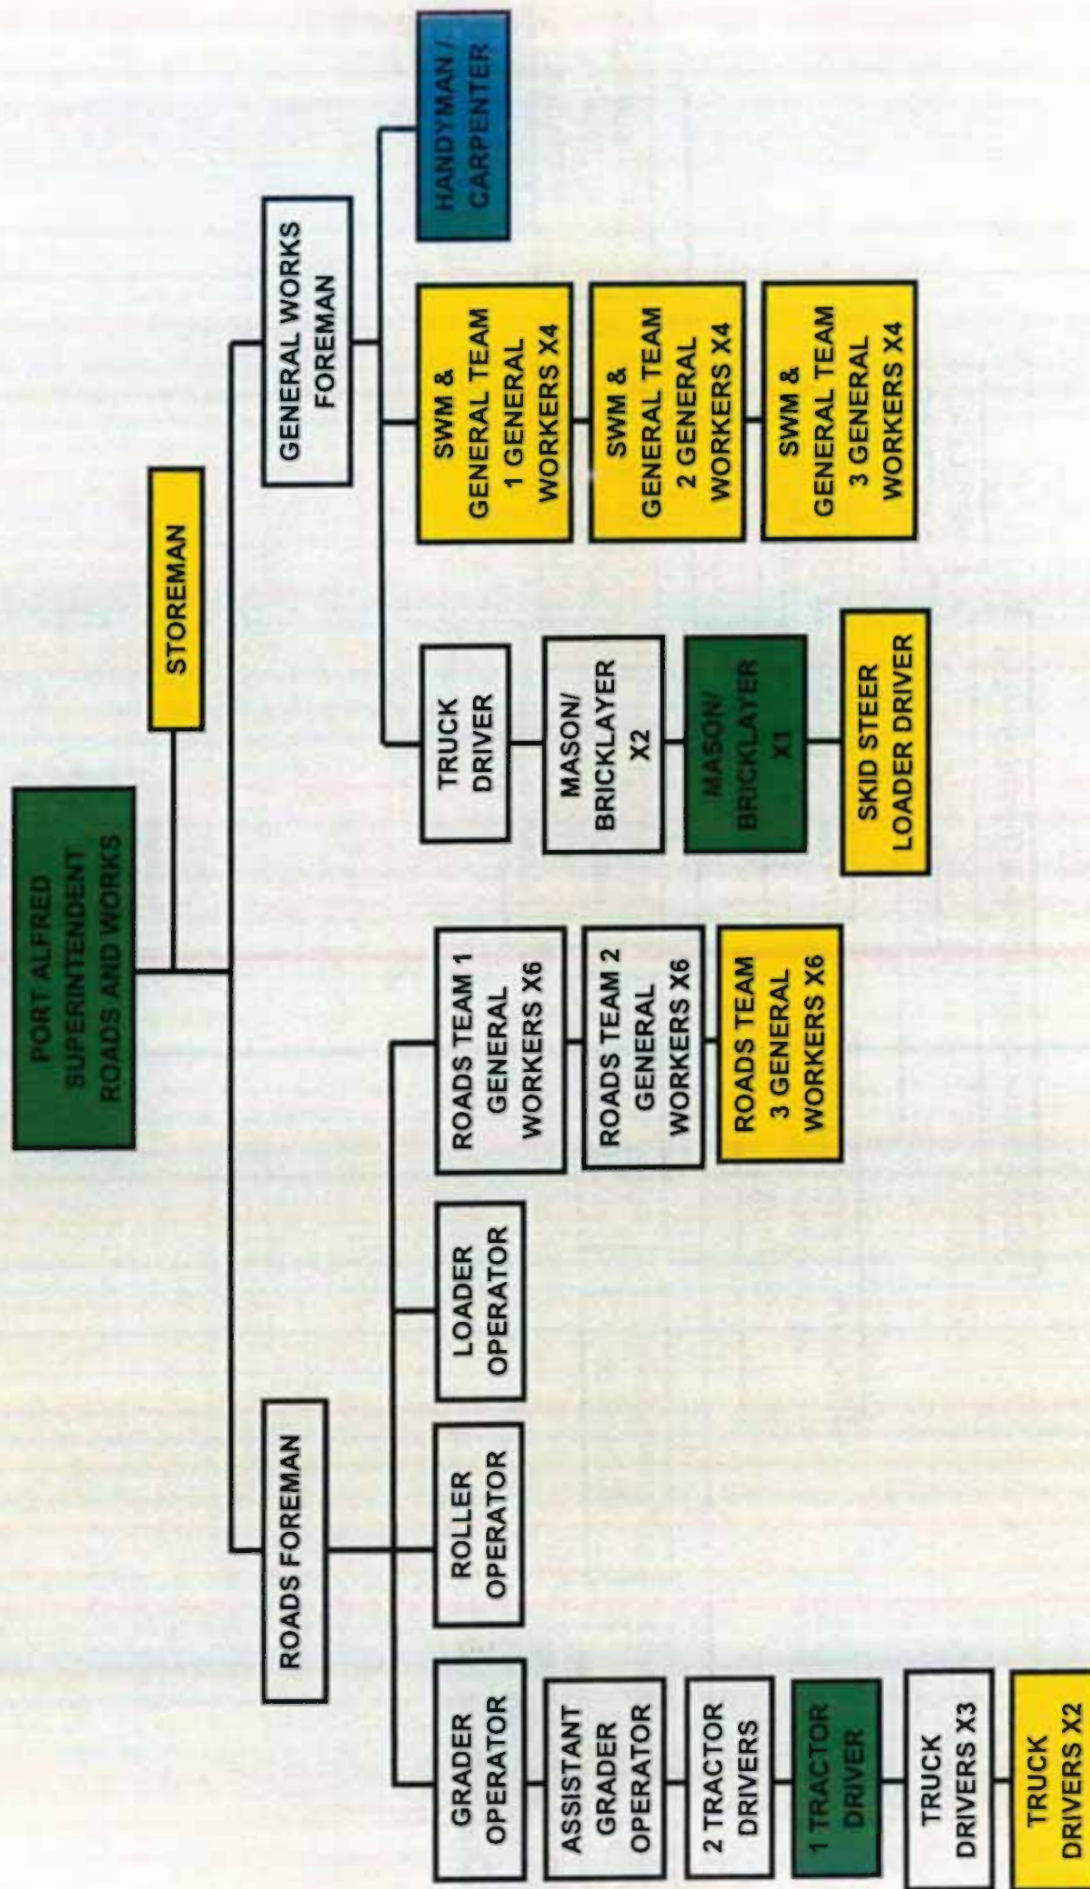 PORT ALFRED
SUPERINTENDENT
ROADS AND WORKS
STOREMAN
ROADS FOREMAN
GENERAL WORKS
FOREMAN
GRADER
OPERATOR
ASSISTANT
GRADER
OPERATOR
2 TRACTOR
DRIVERS
1 TRACTOR
DRIVER
TRUCK
DRIVERS X3
TRUCK
DRIVERS X2
ROLLER
OPERATOR
LOADER
OPERATOR
ROADS TEAM 1
GENERAL
WORKERS X6
ROADS TEAM 2
GENERAL
WORKERS X6
ROADS TEAM
3 GENERAL
WORKERS X6
TRUCK
DRIVER
MASON/
BRICKLAYER
X2
MASON/
BRICKLAYER
X1
SKID STEER
LOADER DRIVER
SWM &
GENERAL TEAM
1 GENERAL
WORKERS X4
SWM &
GENERAL TEAM
2 GENERAL
WORKERS X4
SWM &
GENERAL TEAM
3 GENERAL
WORKERS X4
HANDYMAN /
CARPENTER